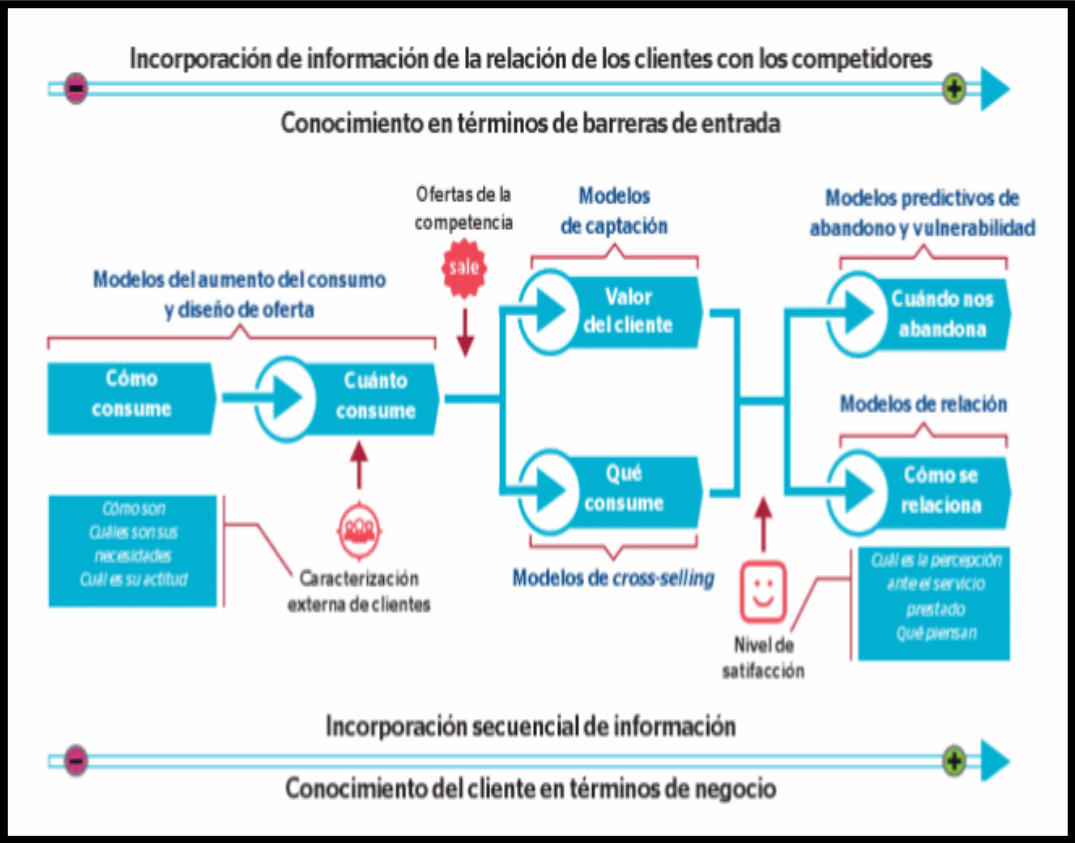 Incorporación de información de la relación de los clientes con los competidores
Conocimiento en términos de barreras de entrada
Ofertas de la
competencia
sale
Modelos
de captación
Modelos predictivos de
abandono y vulnerabilidad
Modelos del aumento del consumo
y diseño de oferta
Valor
del cliente
Cuándo nos
abandona
Cómo
consume
Cuánto
consume
Modelos de relación
Qué
consume
Cómo se
relaciona
Cómo son
Cuáles son sus
necesidades
Cuál es su actitud
Caracterización
externa de clientes
Modelos de cross-selling
Cuál es la percepción
ante el servicio
prestado
Qué piensan
Nivel de
satifacción
Incorporación secuencial de información
Conocimiento del cliente en términos de negocio